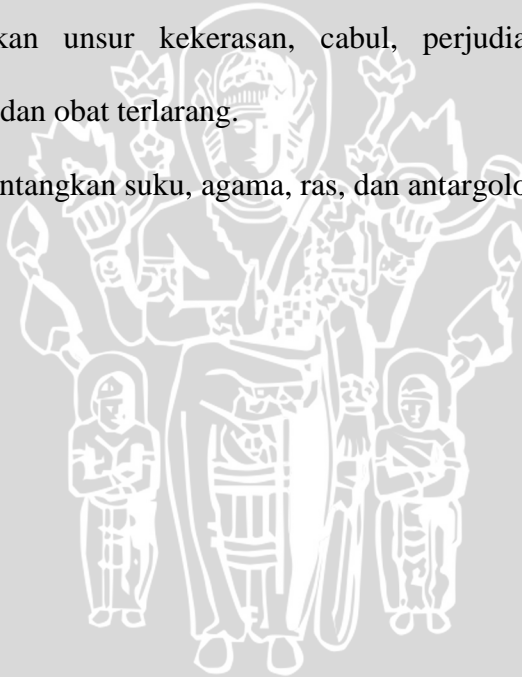 kan unsur kekerasan, cabul, perjudia
dan obat terlarang.
ntangkan suku, agama, ras, dan antargolo